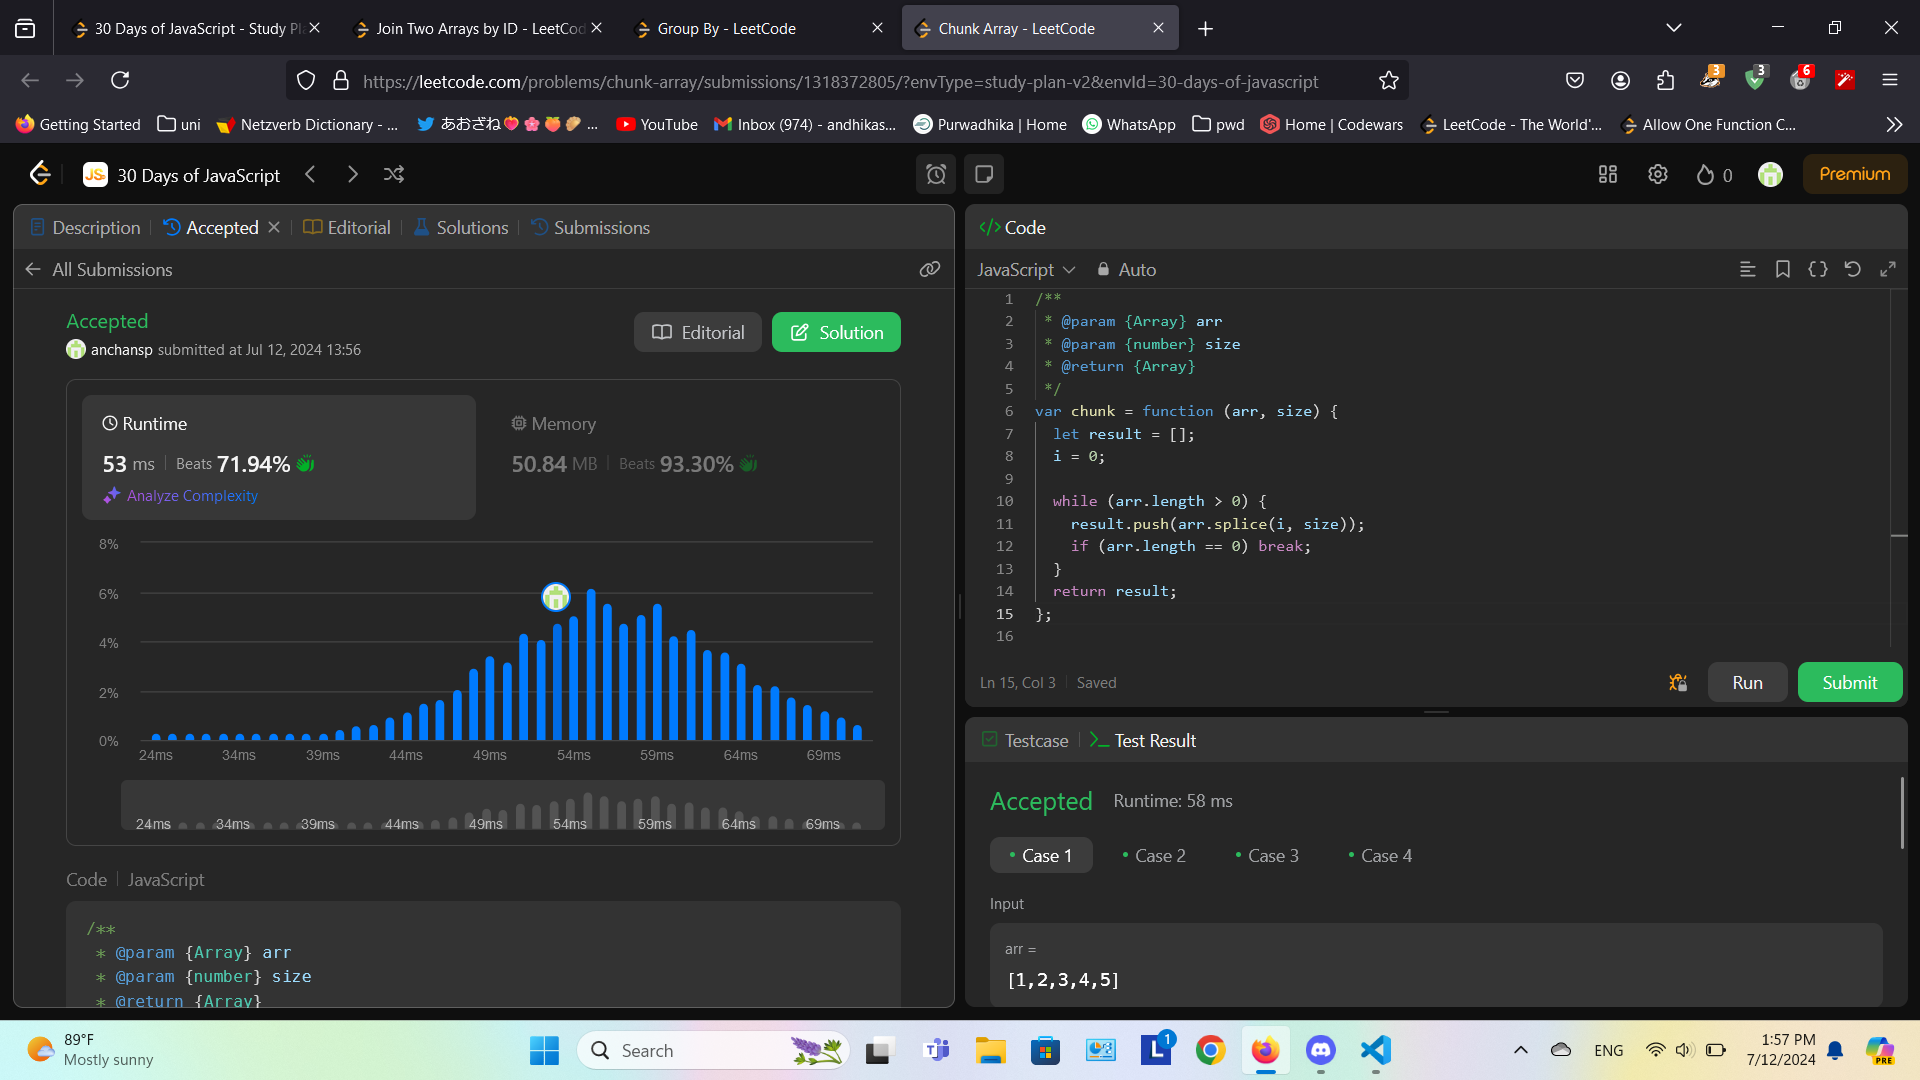 30 Days of JavaScript - Study Pl
Join Two Arrays by ID - LeetCod
Group By - LeetCode
Chunk Array - LeetCode
https://leetcode.com/problems/chunk-array/submissions/1318372805/?envType=study-plan-v2&envId=30-days-of-javascript
3
3
6
Getting Started
uni
Netzverb Dictionary - ...
あおざね💖🌸🍑🥠 ...
YouTube
Inbox (974) - andhikas...
Purwadhika | Home
WhatsApp
pwd
Home | Codewars
LeetCode - The World'...
Allow One Function C...
JS
30 Days of JavaScript
0
Premium
Description
Accepted
Editorial
Solutions
Submissions
All Submissions
Accepted
anchansp submitted at Jul 12, 2024 13:56
Editorial
Solution
Runtime
53 ms
Beats 71.94%
Analyze Complexity
Memory
50.84 MB
Beats 93.30%
8%
6%
4%
2%
0%
24ms 34ms 39ms 44ms 49ms 54ms 59ms 64ms 69ms
24ms 34ms 39ms 44ms 49ms 54ms 59ms 64ms 69ms
Code
JavaScript
/**
* @param {Array} arr
* @param {number} size
* @return {Array}
</> Code
JavaScript
Auto
1 /**
2 * @param {Array} arr
3 * @param {number} size
4 * @return {Array}
5 */
6 var chunk = function (arr, size) {
7 let result = [];
8 i = 0;
9
10 while (arr.length > 0) {
11 result.push(arr.splice(i, size));
12 if (arr.length == 0) break;
13 }
14 return result;
15 };
16
Ln 15, Col 3
Saved
Run
Submit
Testcase
Test Result
Accepted
Runtime: 58 ms
Case 1
Case 2
Case 3
Case 4
Input
arr =
[1,2,3,4,5]
89°F
Mostly sunny
Search
L
1
ENG
1:57 PM
7/12/2024
PRE